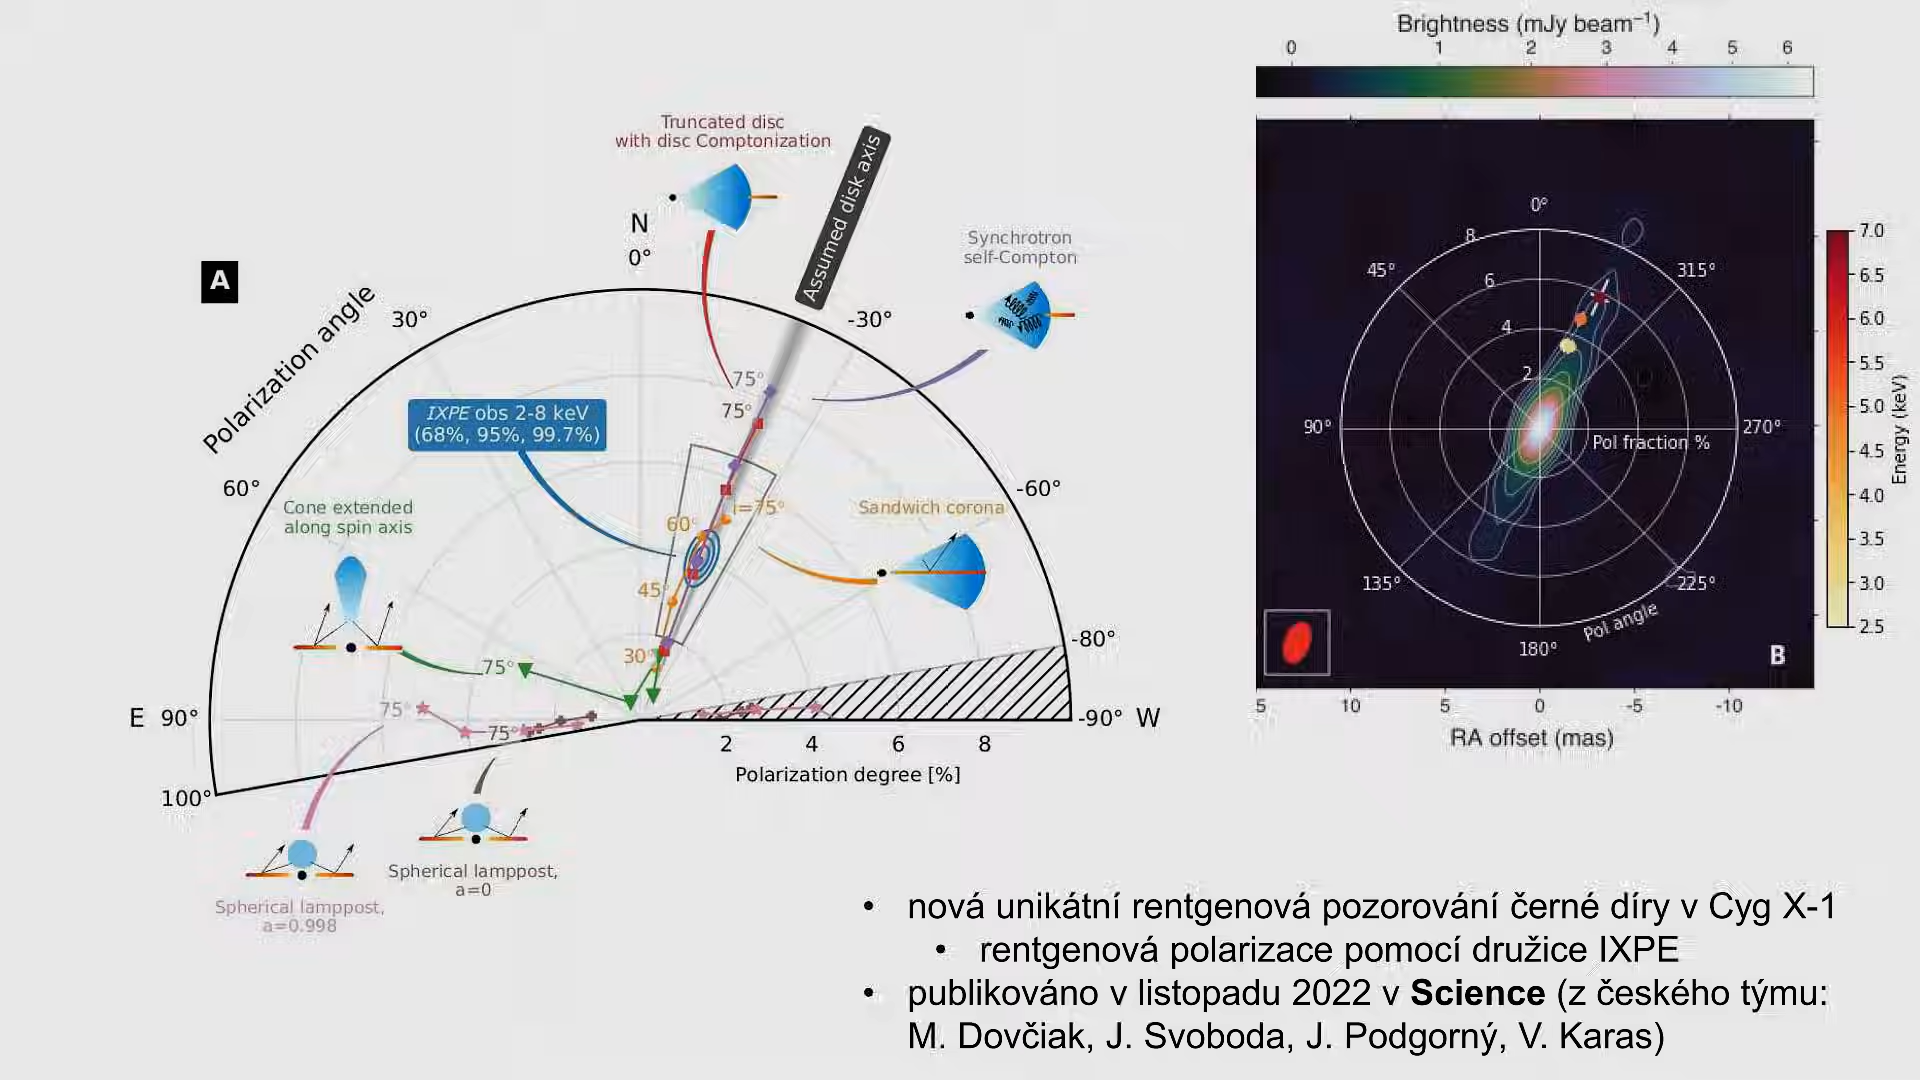 Brightness (mJy beam⁻¹)
0 1 2 3 4 5 6
Truncated disc
with disc Comptonization
Assumed disk axis
N
0°
Synchrotron
self-Compton
A
Polarization angle
30°
-30°
75°
75°
IXPE obs 2-8 keV
(68%, 95%, 99.7%)
60°
-60°
Cone extended
along spin axis
i=75°
60°
Sandwich corona
45°
30°
75°
-80°
75°
75°
E 90°
-90° W
100°
2 4 6 8
Polarization degree [%]
Spherical lamppost,
a=0
Spherical lamppost,
a=0.998
0°
8
45°
315°
6
4
2
90°
270°
Pol fraction %
135°
225°
Pol angle
180°
B
5 10 5 0 -5 -10
RA offset (mas)
7.0
6.5
6.0
5.5
5.0
4.5
4.0
3.5
3.0
2.5
Energy (keV)
• nová unikátní rentgenová pozorování černé díry v Cyg X-1
• rentgenová polarizace pomocí družice IXPE
• publikováno v listopadu 2022 v Science (z českého týmu:
M. Dovčiak, J. Svoboda, J. Podgorný, V. Karas)